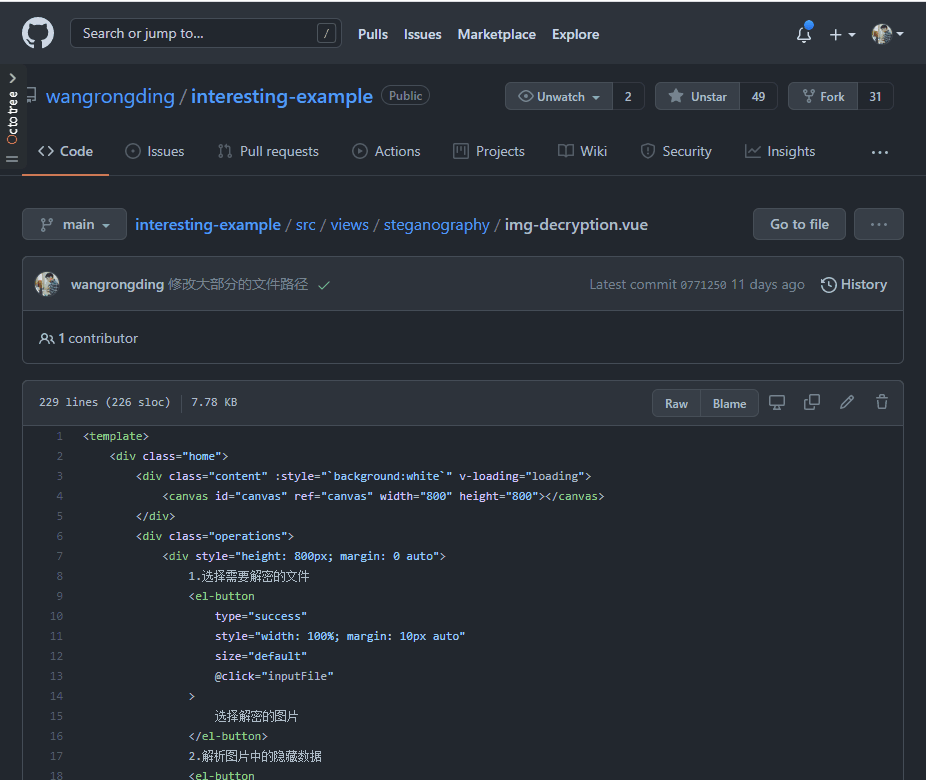 Search or jump to... /
Pulls Issues Marketplace Explore
Octotree
wangrongding / interesting-example Public
Unwatch 2 Unstar 49 Fork 31
Code Issues Pull requests Actions Projects Wiki Security Insights ...
main interesting-example / src / views / steganography / img-decryption.vue Go to file ...
wangrongding 修改大部分的文件路径 Latest commit 0771250 11 days ago History
1 contributor
229 lines (226 sloc) 7.78 KB Raw Blame
1 <template>
2 <div class="home">
3 <div class="content" :style="`background:white`" v-loading="loading">
4 <canvas id="canvas" ref="canvas" width="800" height="800"></canvas>
5 </div>
6 <div class="operations">
7 <div style="height: 800px; margin: 0 auto">
8 1.选择需要解密的文件
9 <el-button
10 type="success"
11 style="width: 100%; margin: 10px auto"
12 size="default"
13 @click="inputFile"
14 >
15 选择解密的图片
16 </el-button>
17 2.解析图片中的隐藏数据
18 <el-button